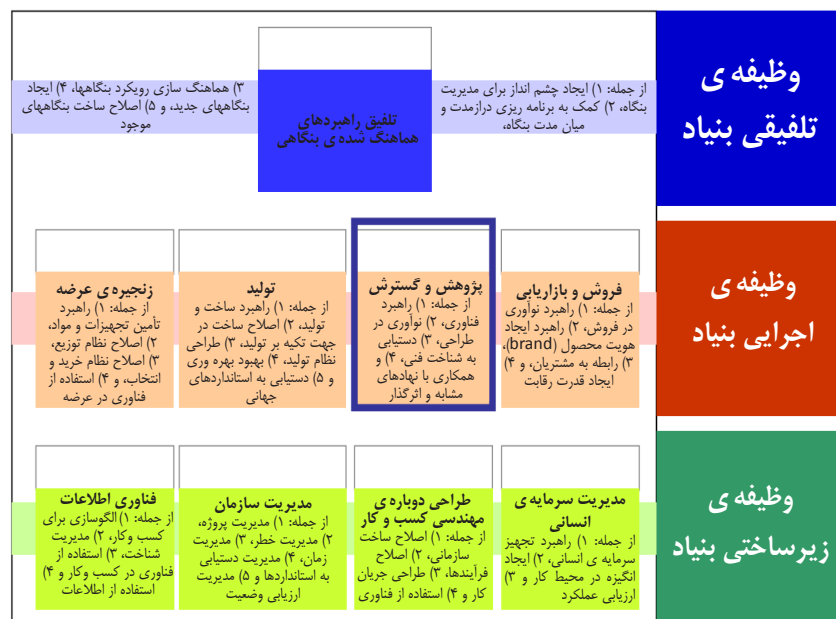 وظیفه ی
تلفیقی بنیاد
از جمله: ۱) ایجاد چشم انداز برای مدیریت
بنگاه، ۲) کمک به برنامه ریزی درازمدت و
میان مدت بنگاه،
تلفیق راهبردهای
هماهنگ شده ی بنگاهی
۳) هماهنگ سازی رویکرد بنگاهها، ۴) ایجاد
بنگاههای جدید، و ۵) اصلاح ساخت بنگاههای
موجود
وظیفه ی
اجرایی بنیاد
فروش و بازاریابی
از جمله: ۱) راهبرد نوآوری
در فروش، ۲) راهبرد ایجاد
هویت محصول (brand)،
۳) رابطه به مشتریان، و ۴)
ایجاد قدرت رقابت
پژوهش و گسترش
از جمله: ۱) راهبرد
فناوری، ۲) نوآوری در
طراحی، ۳) دستیابی
به شناخت فنی، ۴) و
همکاری با نهادهای
مشابه و اثرگذار
تولید
از جمله: ۱) راهبرد ساخت و
تولید، ۲) اصلاح ساخت در
جهت تکیه بر تولید، ۳) طراحی
نظام تولید، ۴) بهبود بهره وری
و ۵) دستیابی به استانداردهای
جهانی
زنجیره ی عرضه
از جمله: ۱) راهبرد
تأمین تجهیزات و مواد،
۲) اصلاح نظام توزیع،
۳) اصلاح نظام خرید و
انتخاب، و ۴) استفاده از
فناوری در عرضه
وظیفه ی
زیرساختی بنیاد
مدیریت سرمایه ی
انسانی
از جمله: ۱) راهبرد تجهیز
سرمایه ی انسانی، ۲) ایجاد
انگیزه در محیط کار و ۳)
ارزیابی عملکرد
طراحی دوباره ی
مهندسی کسب و کار
از جمله: ۱) اصلاح ساخت
سازمانی، ۲) اصلاح
فرآیندها، ۳) طراحی جریان
کار و ۴) استفاده از فناوری
مدیریت سازمان
از جمله: ۱) مدیریت پروژه،
۲) مدیریت خطر، ۳) مدیریت
زمان، ۴) مدیریت دستیابی
به استانداردها و ۵) مدیریت
ارزیابی وضعیت
فناوری اطلاعات
از جمله: ۱) الگوسازی برای
کسب وکار، ۲) مدیریت
شناخت، ۳) استفاده از
فناوری در کسب وکار و ۴)
استفاده از اطلاعات